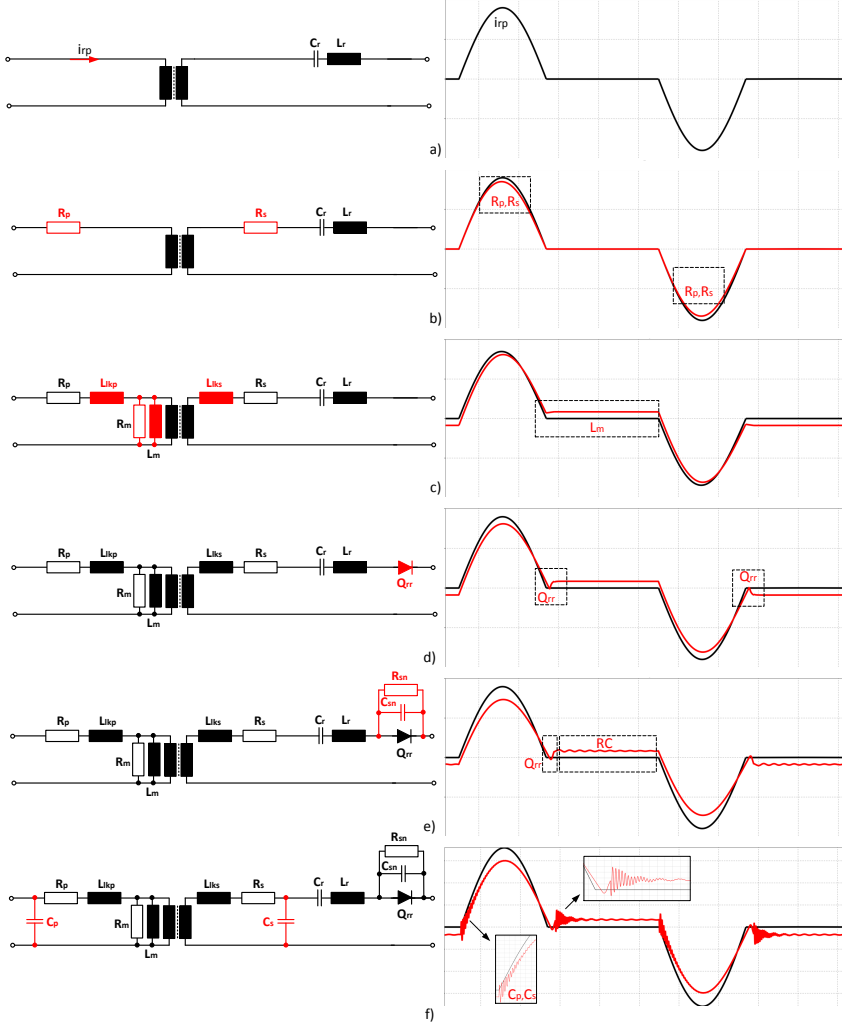 irp
Cr
Lr
irp
a)
Rp
Rs
Cr
Lr
Rp,Rs
Rp,Rs
b)
Rp
Llkp
Rm
Lm
Llks
Rs
Cr
Lr
Lm
c)
Rp
Llkp
Rm
Lm
Llks
Rs
Cr
Lr
Qrr
Qrr
Qrr
d)
Rp
Llkp
Rm
Lm
Llks
Rs
Cr
Lr
Rsn
Csn
Qrr
Qrr
RC
e)
Cp
Rp
Llkp
Rm
Lm
Llks
Rs
Cs
Cr
Lr
Rsn
Csn
Qrr
Cp,Cs
f)